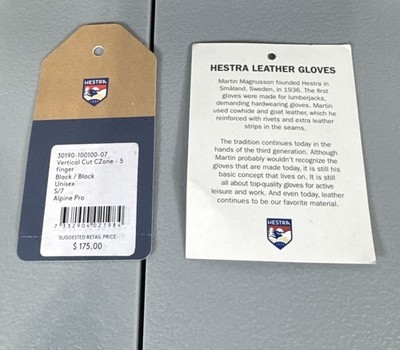 HESTRA
30190-100100-07
Vertical Cut CZone - 5
finger
Black / Black
Unisex
S/7
Alpine Pro
7 332904 021984
SUGGESTED RETAIL PRICE:
$ 175,00
HESTRA LEATHER GLOVES
Martin Magnusson founded Hestra in
Småland, Sweden, in 1936. The first
gloves were made for lumberjacks,
demanding hardwearing gloves. Martin
used cowhide and goat leather, which he
reinforced with rivets and extra leather
strips in the seams.
The tradition continues today in the
hands of the third generation. Although
Martin probably wouldn't recognize the
gloves that are made today, it is still his
basic concept that lives on. It is still
all about top-quality gloves for active
leisure and work. And even today, leather
continues to be our favorite material.
HESTRA